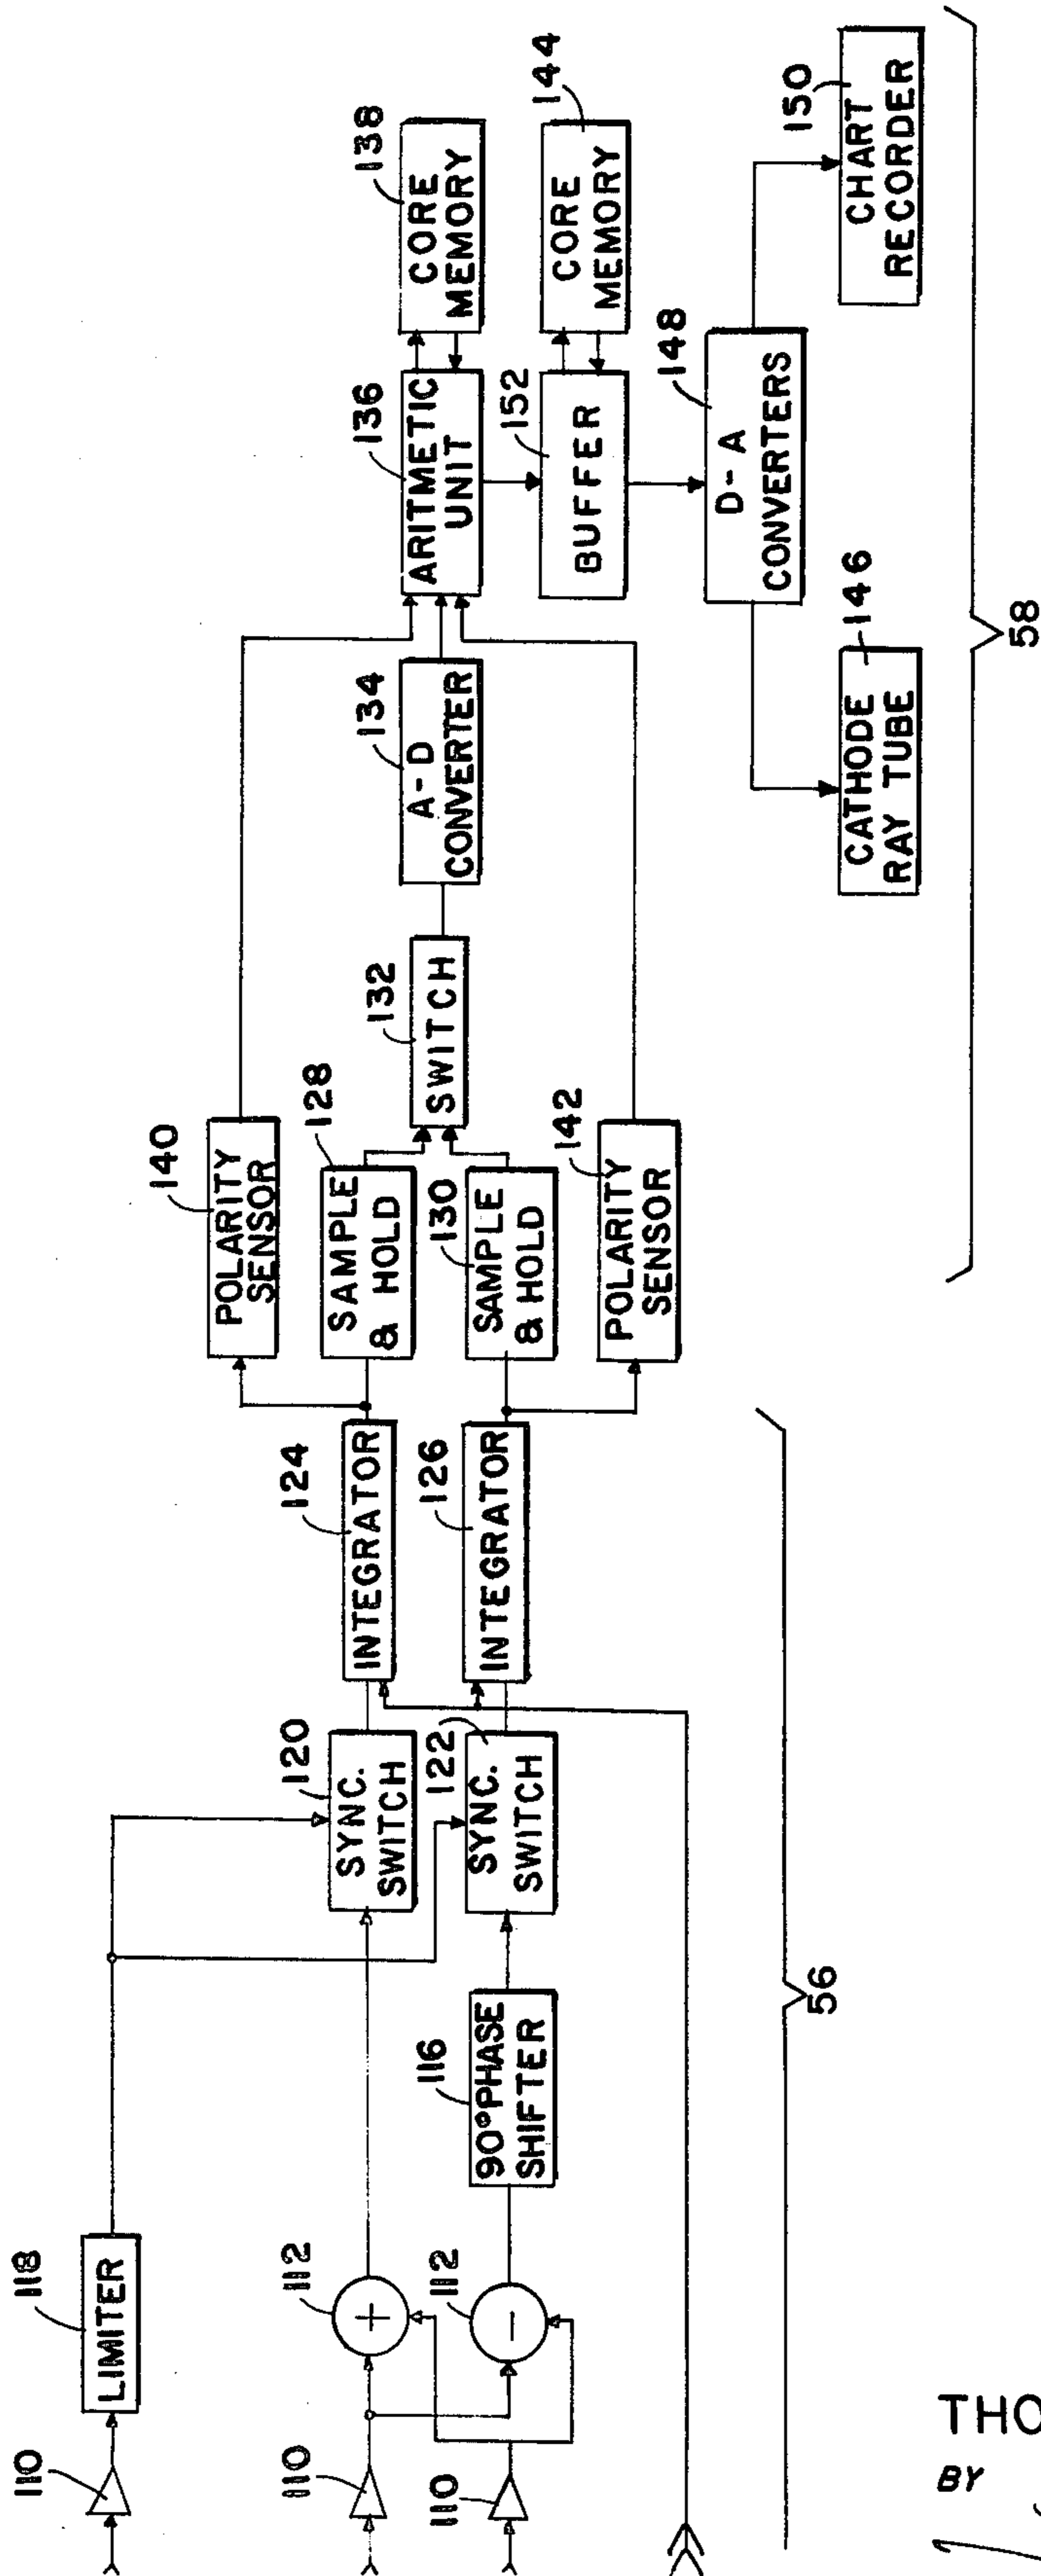 110
118
LIMITER
110
112
+
110
112
-
116
90°PHASE
SHIFTER
120
SYNC.
SWITCH
122
SYNC.
SWITCH
124
INTEGRATOR
126
INTEGRATOR
56
140
POLARITY
SENSOR
128
SAMPLE
& HOLD
130
SAMPLE
& HOLD
142
POLARITY
SENSOR
132
SWITCH
134
A-D
CONVERTER
136
ARITMETIC
UNIT
138
CORE
MEMORY
152
BUFFER
144
CORE
MEMORY
148
D-A
CONVERTERS
146
CATHODE
RAY TUBE
150
CHART
RECORDER
58
THO
BY